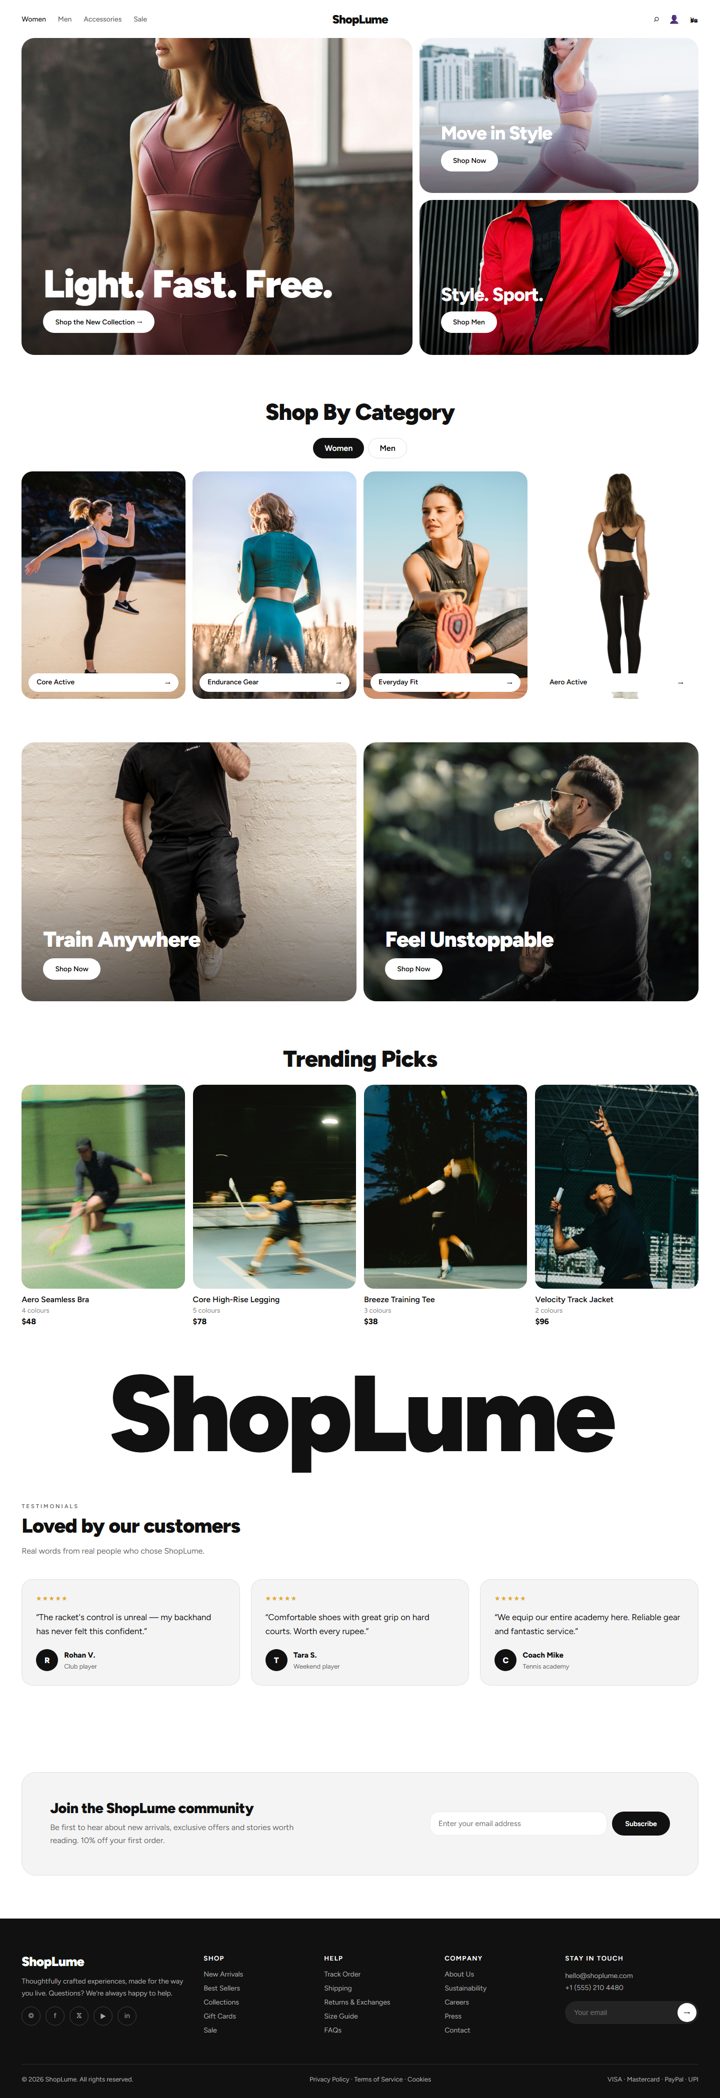 Women Men Accessories Sale
ShopLume
Move in Style
Shop Now
Light. Fast. Free.
Shop the New Collection →
Style. Sport.
Shop Men
Shop By Category
Women
Men
Core Active →
Endurance Gear →
Everyday Fit →
Aero Active →
Train Anywhere
Shop Now
Feel Unstoppable
Shop Now
Trending Picks
Aero Seamless Bra
4 colours
$48
Core High-Rise Legging
5 colours
$78
Breeze Training Tee
3 colours
$38
Velocity Track Jacket
2 colours
$96
ShopLume
TESTIMONIALS
Loved by our customers
Real words from real people who chose ShopLume.
★★★★★
"The racket's control is unreal — my backhand
has never felt this confident."
R
Rohan V.
Club player
★★★★★
"Comfortable shoes with great grip on hard
courts. Worth every rupee."
T
Tara S.
Weekend player
★★★★★
"We equip our entire academy here. Reliable gear
and fantastic service."
C
Coach Mike
Tennis academy
Join the ShopLume community
Be first to hear about new arrivals, exclusive offers and stories worth
reading. 10% off your first order.
Enter your email address
Subscribe
ShopLume
Thoughtfully crafted experiences, made for the way
you live. Questions? We're always happy to help.
f 𝕏 ▶ in
SHOP
New Arrivals
Best Sellers
Collections
Gift Cards
Sale
HELP
Track Order
Shipping
Returns & Exchanges
Size Guide
FAQs
COMPANY
About Us
Sustainability
Careers
Press
Contact
STAY IN TOUCH
hello@shoplume.com
+1 (555) 210 4480
Your email →
© 2026 ShopLume. All rights reserved.
Privacy Policy · Terms of Service · Cookies
VISA · Mastercard · PayPal · UPI